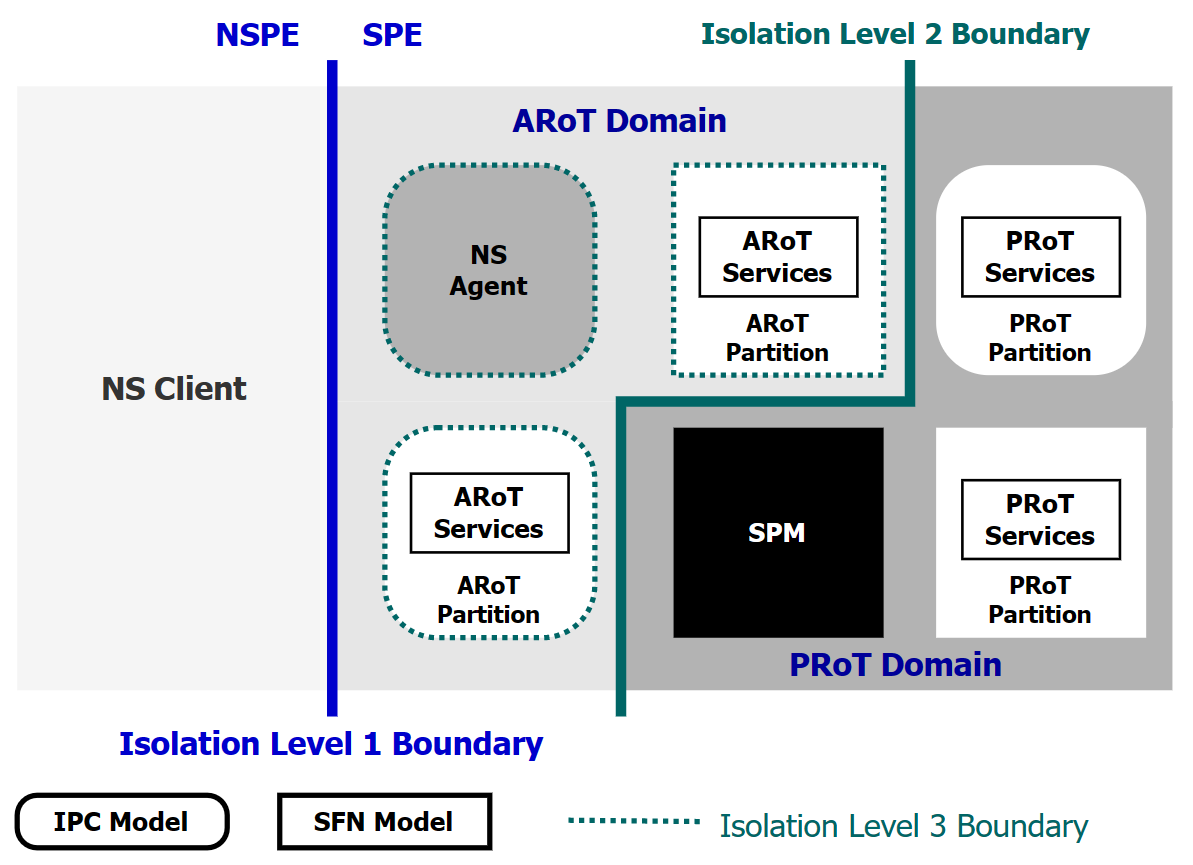 NSPE
SPE
Isolation Level 2 Boundary
ARoT Domain
NS
Agent
ARoT
Services
ARoT
Partition
PRoT
Services
PRoT
Partition
NS Client
ARoT
Services
ARoT
Partition
SPM
PRoT
Services
PRoT
Partition
PRoT Domain
Isolation Level 1 Boundary
IPC Model
SFN Model
Isolation Level 3 Boundary